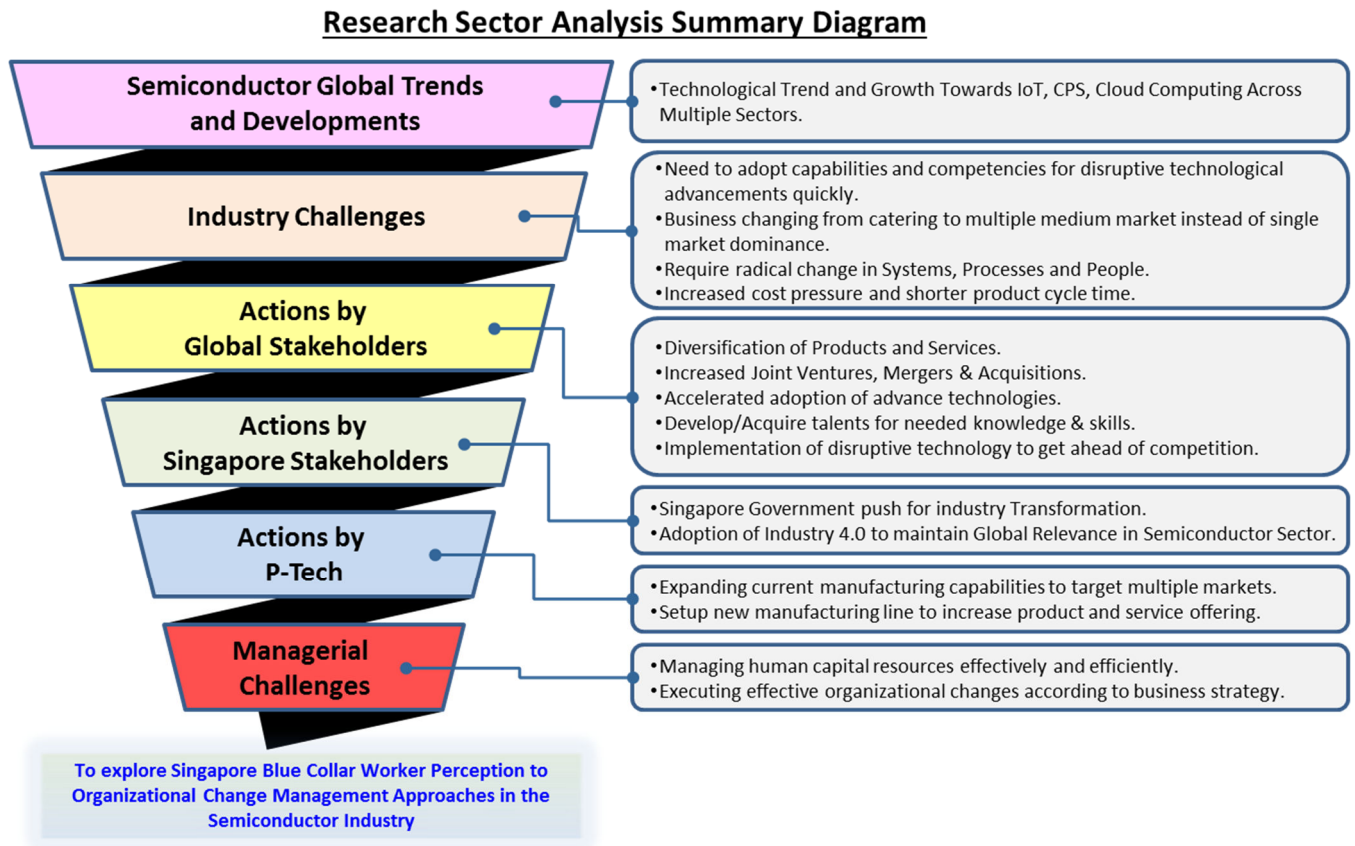 Research Sector Analysis Summary Diagram
Semiconductor Global Trends
and Developments
•Technological Trend and Growth Towards IoT, CPS, Cloud Computing Across
Multiple Sectors.
Industry Challenges
•Need to adopt capabilities and competencies for disruptive technological
advancements quickly.
•Business changing from catering to multiple medium market instead of single
market dominance.
•Require radical change in Systems, Processes and People.
•Increased cost pressure and shorter product cycle time.
Actions by
Global Stakeholders
•Diversification of Products and Services.
•Increased Joint Ventures, Mergers & Acquisitions.
•Accelerated adoption of advance technologies.
•Develop/Acquire talents for needed knowledge & skills.
•Implementation of disruptive technology to get ahead of competition.
Actions by
Singapore Stakeholders
•Singapore Government push for industry Transformation.
•Adoption of Industry 4.0 to maintain Global Relevance in Semiconductor Sector.
Actions by
P-Tech
•Expanding current manufacturing capabilities to target multiple markets.
•Setup new manufacturing line to increase product and service offering.
Managerial
Challenges
•Managing human capital resources effectively and efficiently.
•Executing effective organizational changes according to business strategy.
To explore Singapore Blue Collar Worker Perception to
Organizational Change Management Approaches in the
Semiconductor Industry